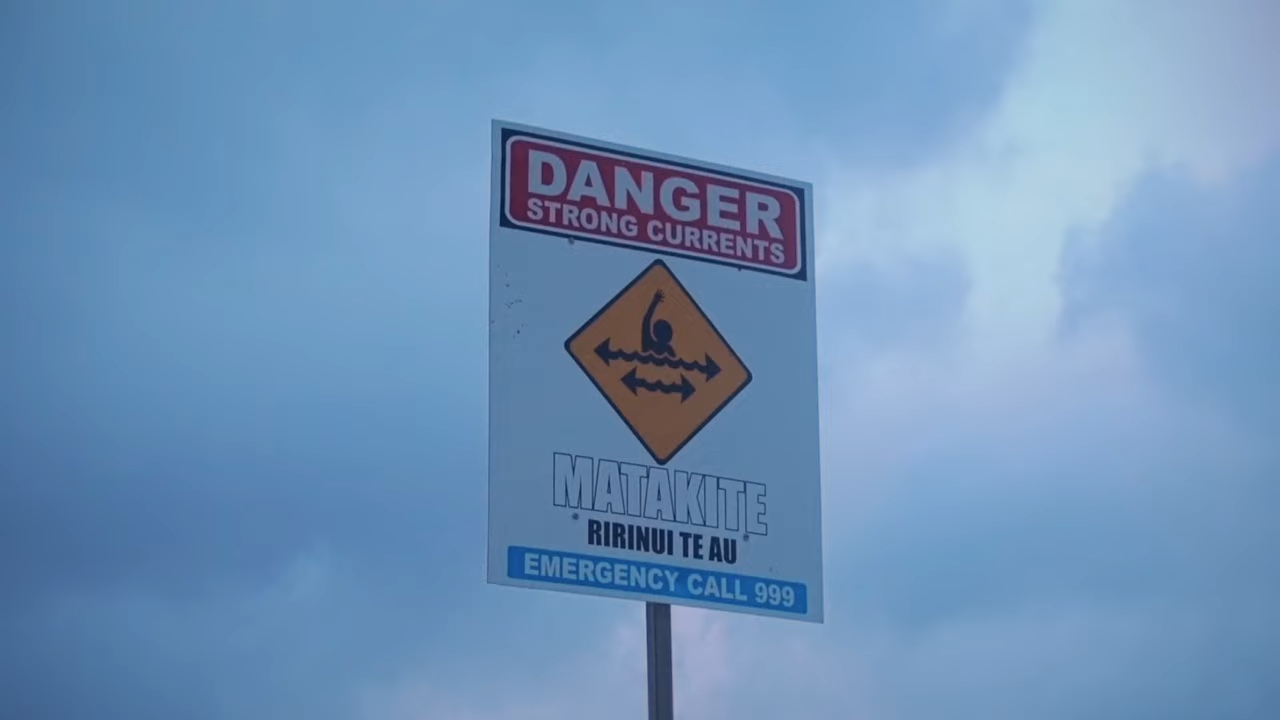 DANGER
STRONG CURRENTS
MATAKITE
RIRINUI TE AU
EMERGENCY CALL 999